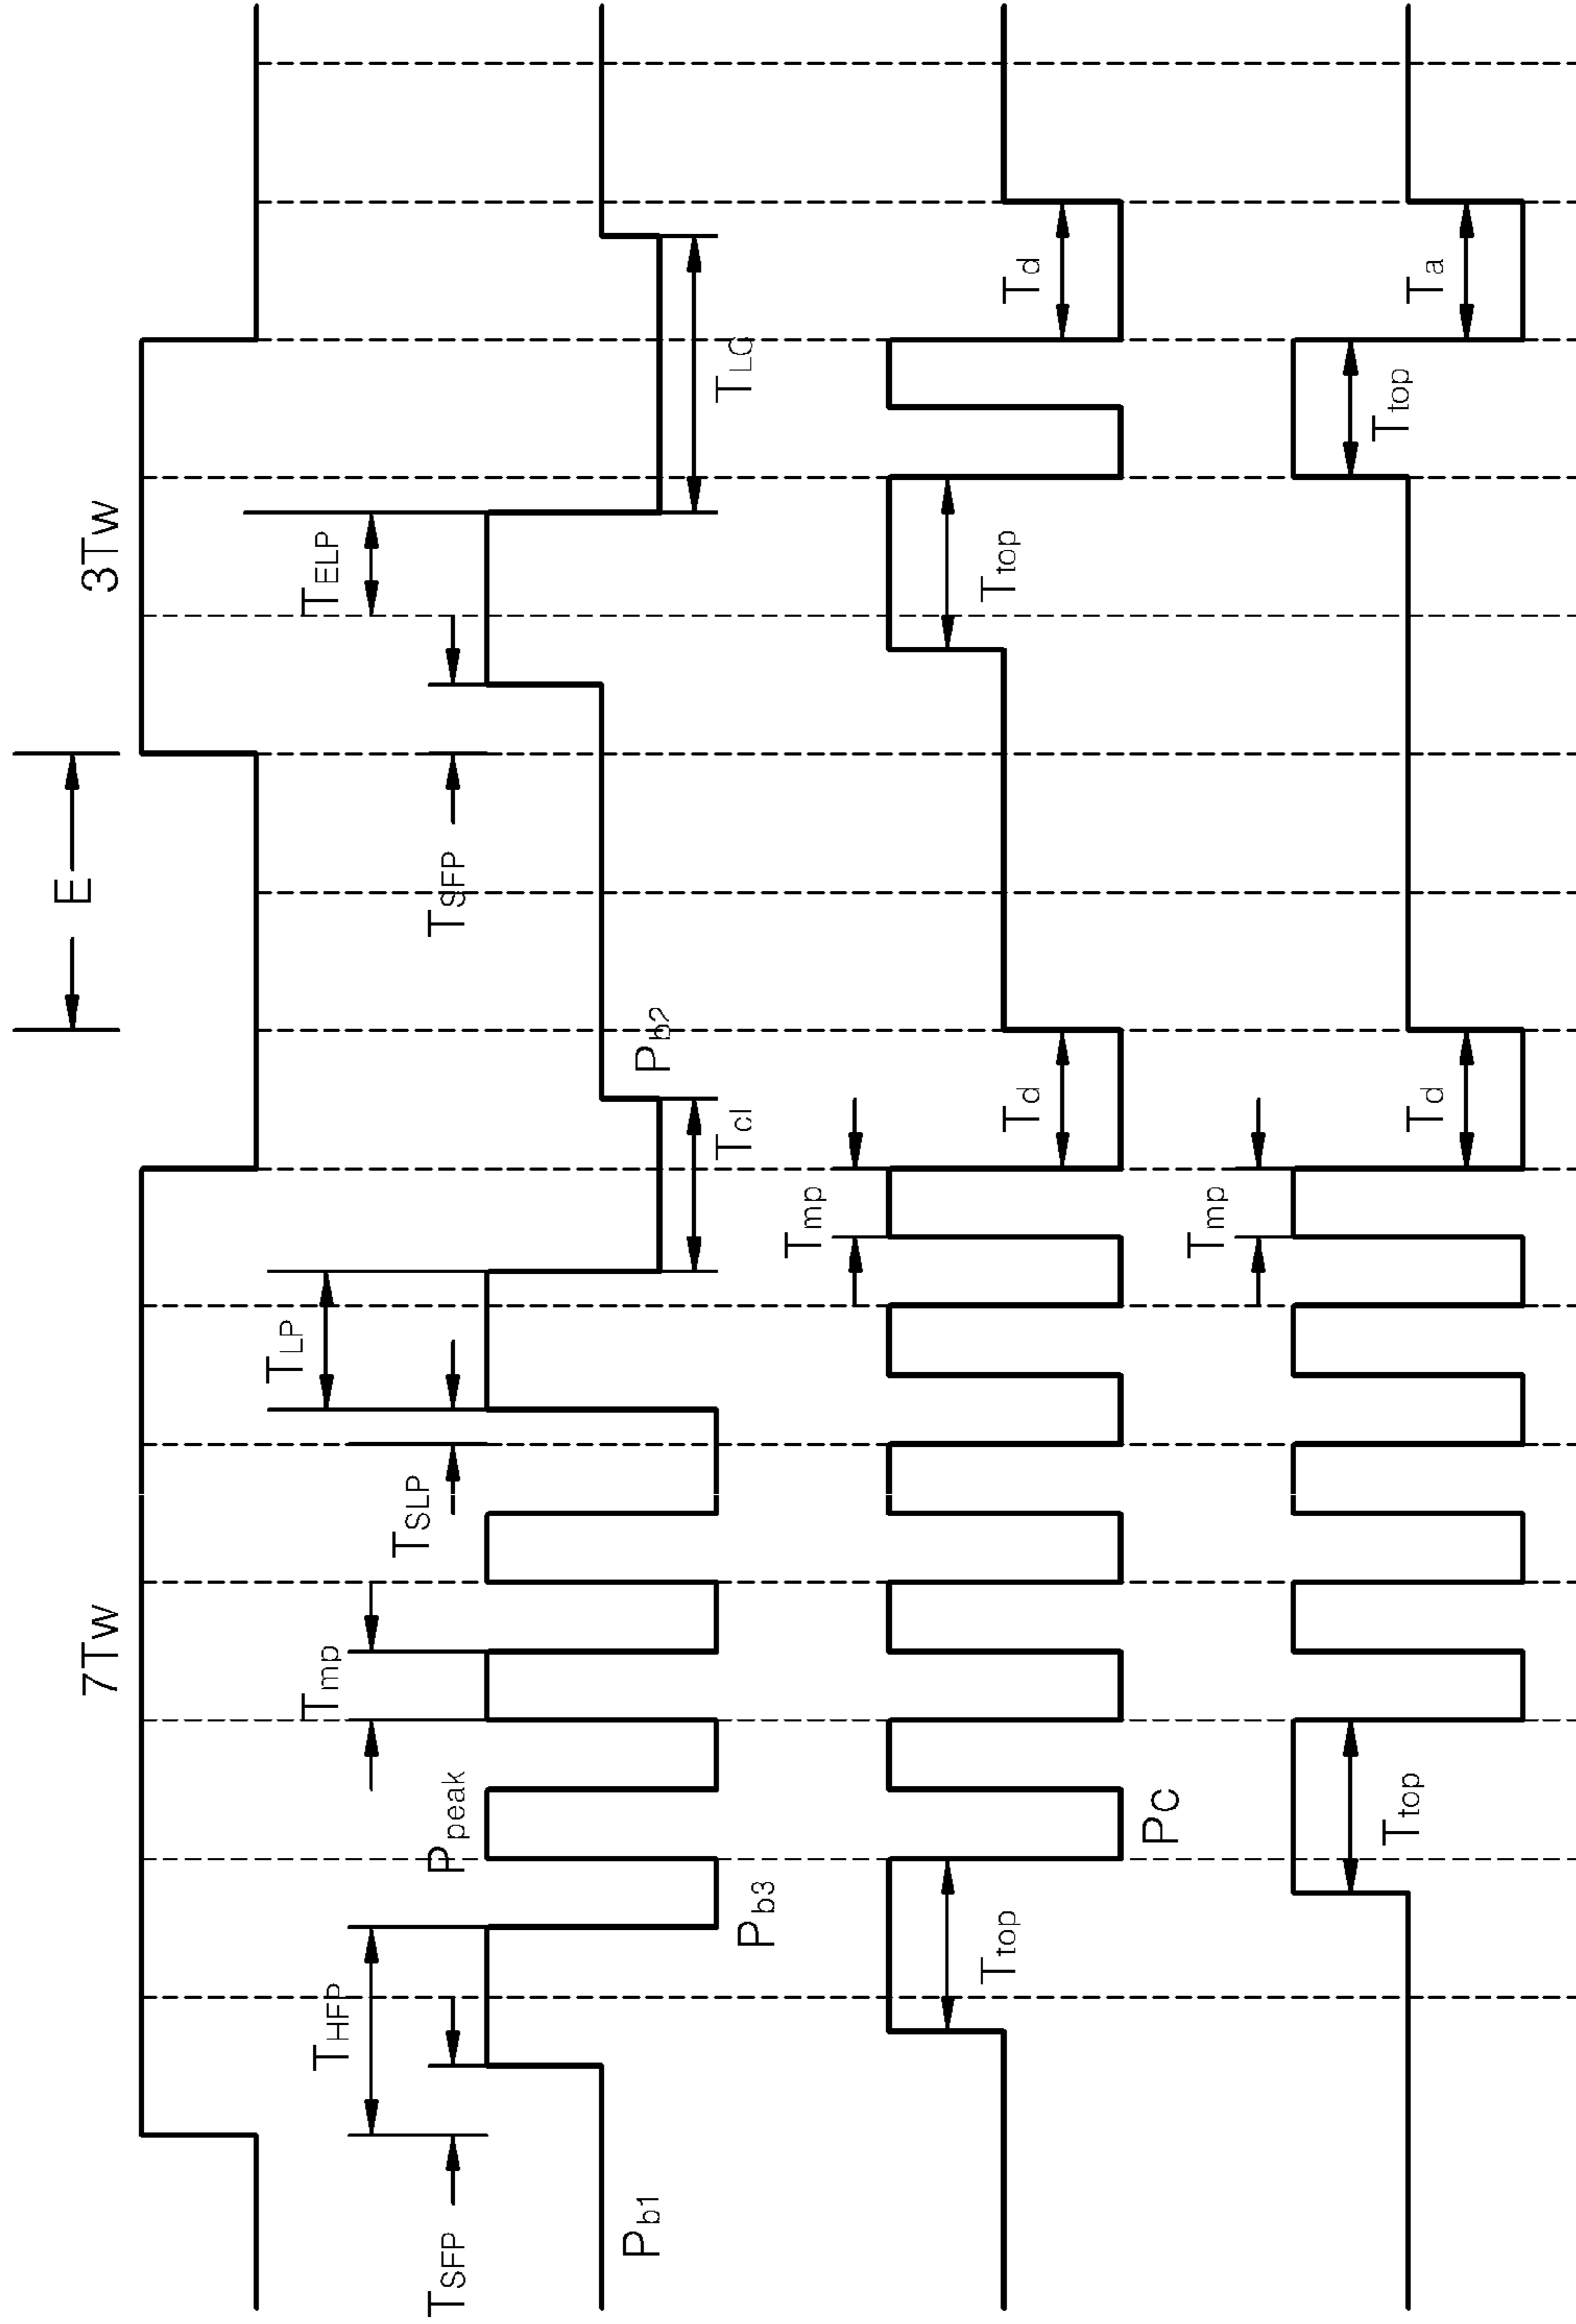 7Tw
E
3Tw
TSFP
THFP
Tmp
TSLP
TLP
TSFP
TELP
Pb1
Pb3
Ppeak
Tcl
Pb2
TLC
Ttop
PC
Tmp
Td
Ttop
Td
Ttop
Tmp
Td
Ttop
Ta